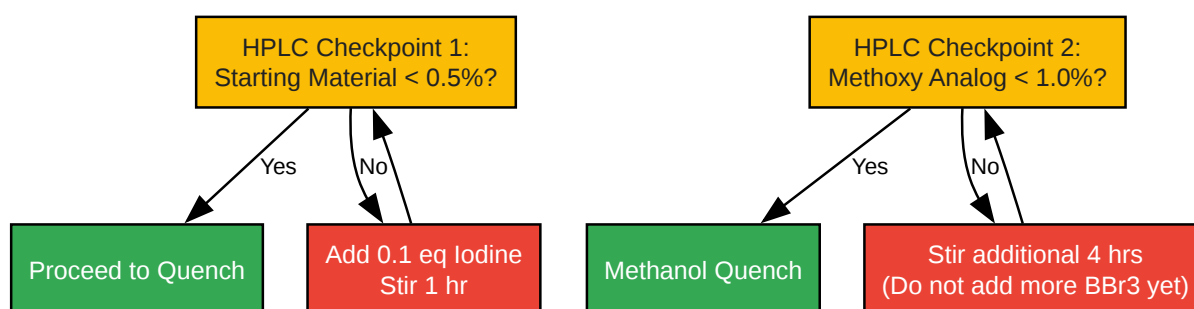 HPLC Checkpoint 1:
Starting Material < 0.5%?
Yes
No
Proceed to Quench
Add 0.1 eq Iodine
Stir 1 hr
HPLC Checkpoint 2:
Methoxy Analog < 1.0%?
Yes
No
Methanol Quench
Stir additional 4 hrs
(Do not add more BBr3 yet)